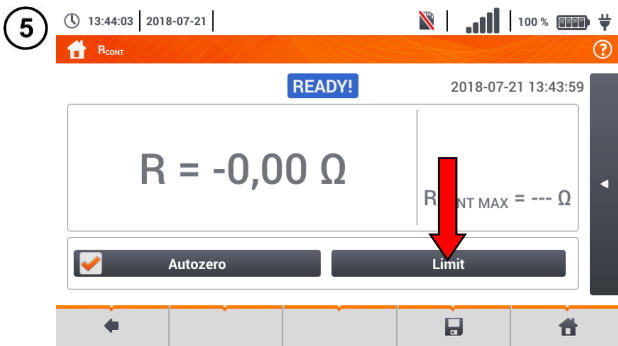 5
13:44:03 2018-07-21 100 %
RCONT ?
READY! 2018-07-21 13:43:59
R = -0,00 Ω
NT MAX = --- Ω
Autozero Limit